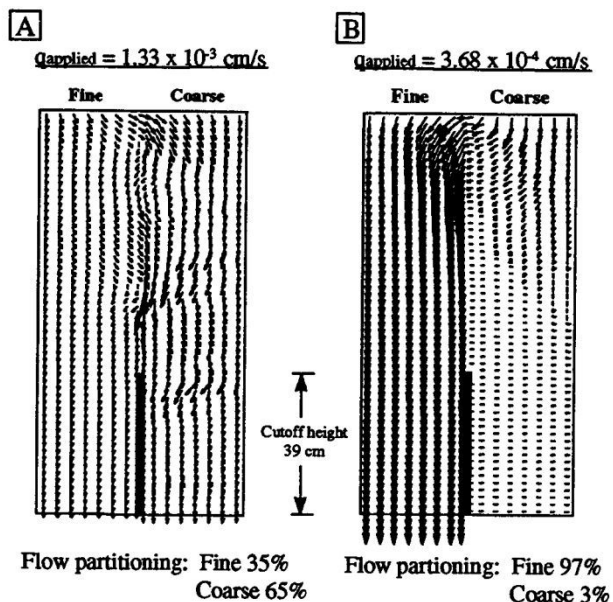 A
qapplied = 1.33 x 10-3 cm/s
Fine Coarse
Cutoff height
39 cm
Flow partitioning: Fine 35%
Coarse 65%
B
qapplied = 3.68 x 10-4 cm/s
Fine Coarse
Flow partitioning: Fine 97%
Coarse 3%